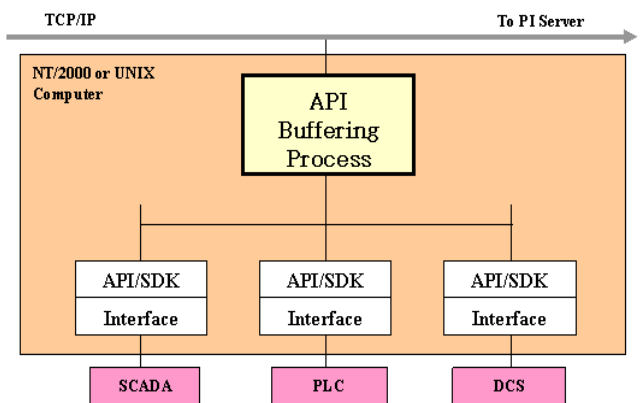 TCP/IP
To PI Server
NT/2000 or UNIX
Computer
API
Buffering
Process
API/SDK
API/SDK
API/SDK
Interface
Interface
Interface
SCADA
PLC
DCS